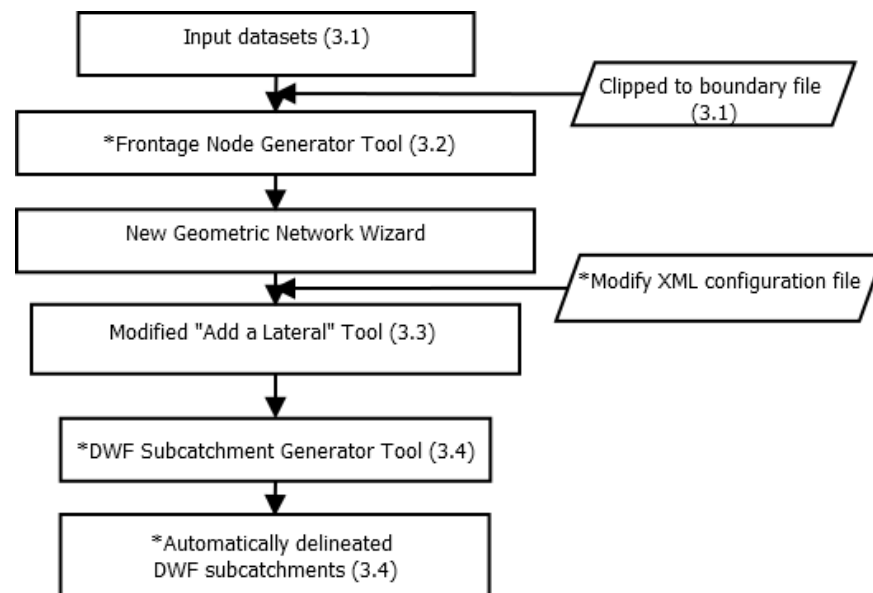 Input datasets (3.1)
Clipped to boundary file
(3.1)
*Frontage Node Generator Tool (3.2)
New Geometric Network Wizard
*Modify XML configuration file
Modified "Add a Lateral" Tool (3.3)
*DWF Subcatchment Generator Tool (3.4)
*Automatically delineated
DWF subcatchments (3.4)